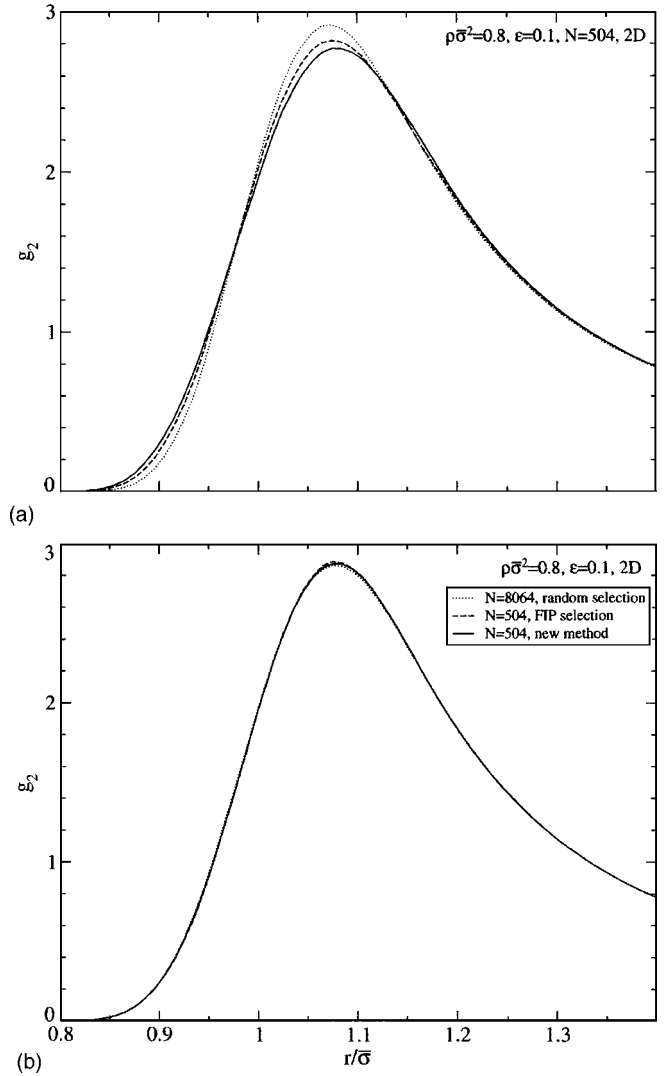 3
ρσ̄²=0.8, ε=0.1, N=504, 2D
2
g₂
1
0
(a)
3
ρσ̄²=0.8, ε=0.1, 2D
N=8064, random selection
N=504, FTP selection
N=504, new method
2
g₂
1
0
0.8 0.9 1 1.1 1.2 1.3
(b)
r/σ̄